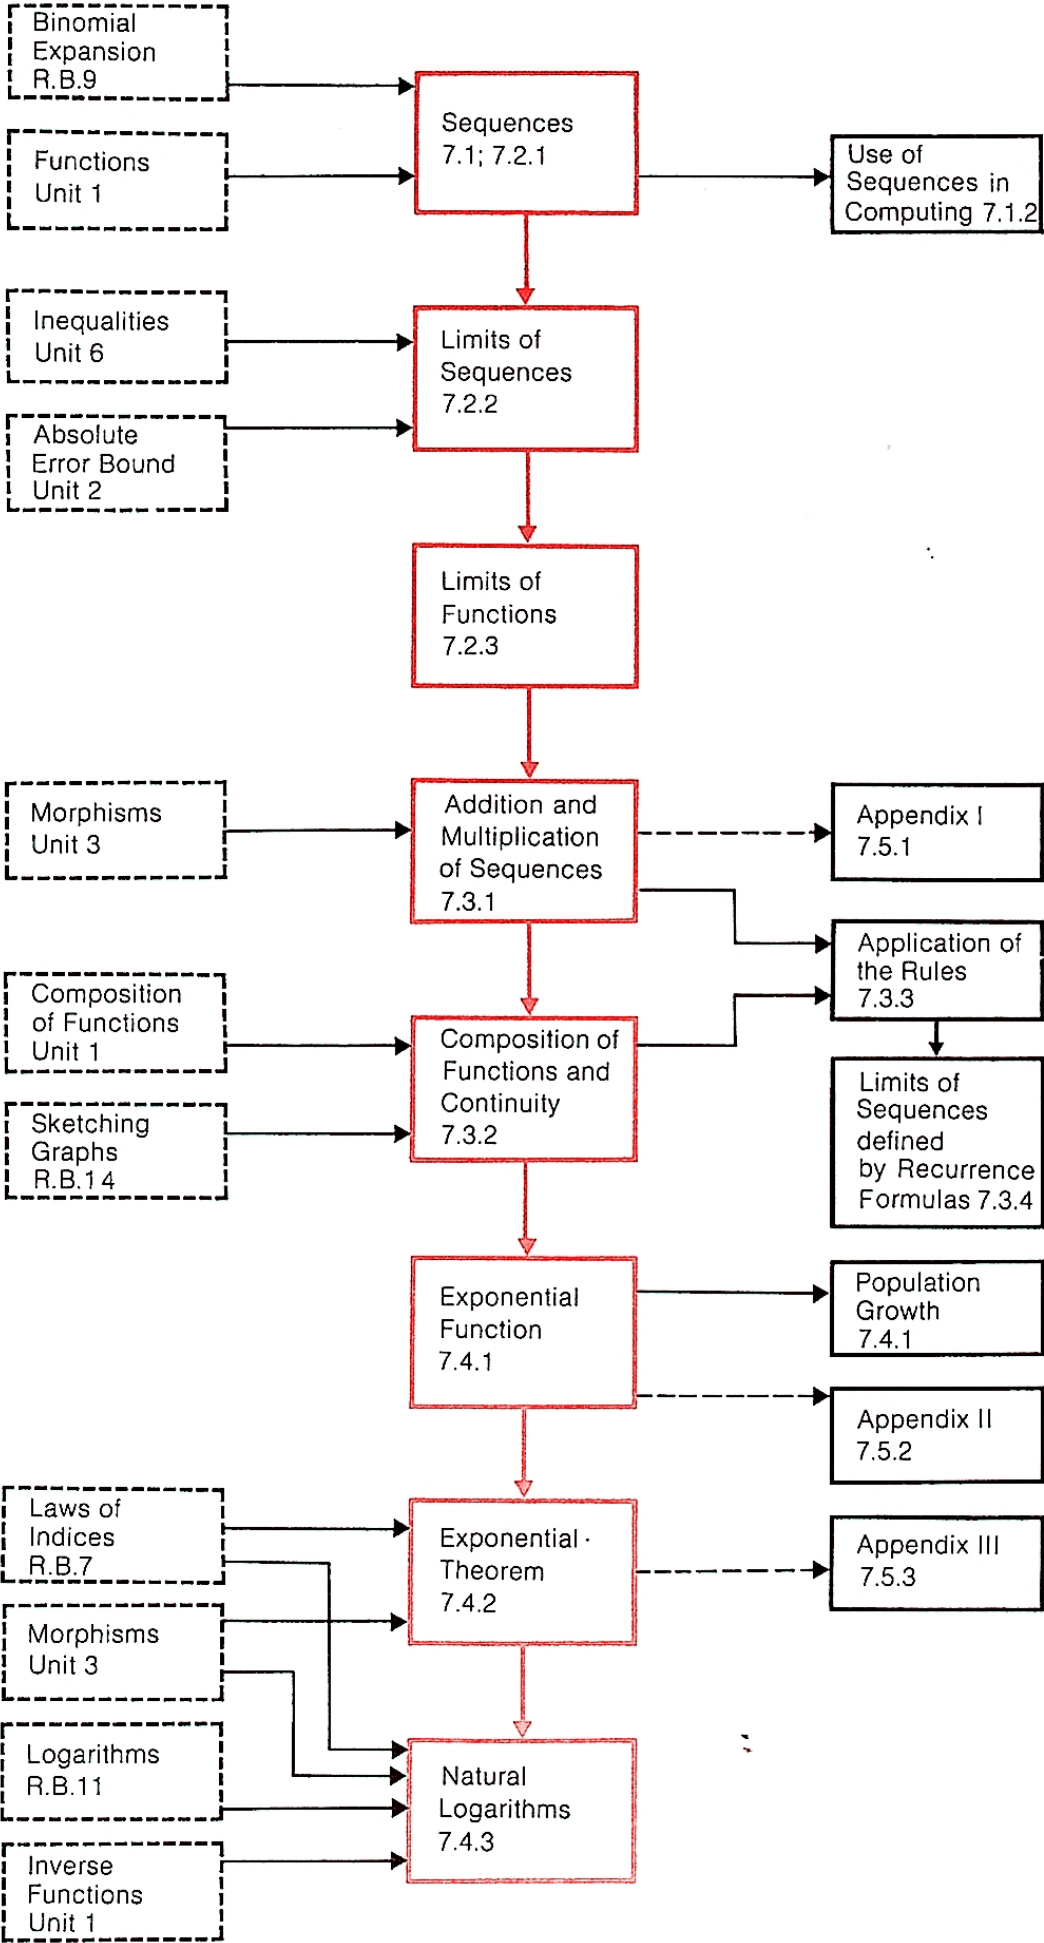 Binomial
Expansion
R.B.9
Functions
Unit 1
Sequences
7.1; 7.2.1
Use of
Sequences in
Computing 7.1.2
Inequalities
Unit 6
Absolute
Error Bound
Unit 2
Limits of
Sequences
7.2.2
Limits of
Functions
7.2.3
Morphisms
Unit 3
Addition and
Multiplication
of Sequences
7.3.1
Appendix I
7.5.1
Application of
the Rules
7.3.3
Composition
of Functions
Unit 1
Sketching
Graphs
R.B.14
Composition of
Functions and
Continuity
7.3.2
Limits of
Sequences
defined
by Recurrence
Formulas 7.3.4
Exponential
Function
7.4.1
Population
Growth
7.4.1
Appendix II
7.5.2
Laws of
Indices
R.B.7
Morphisms
Unit 3
Exponential
Theorem
7.4.2
Appendix III
7.5.3
Logarithms
R.B.11
Inverse
Functions
Unit 1
Natural
Logarithms
7.4.3